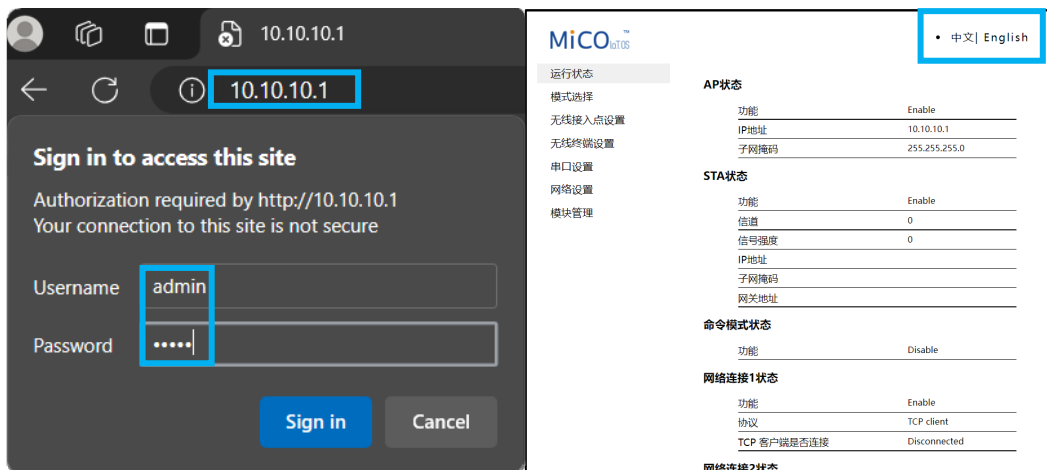 10.10.10.1
10.10.10.1
Sign in to access this site
Authorization required by http://10.10.10.1
Your connection to this site is not secure
Username admin
Password •••••
Sign in Cancel
MiCO IoTOS ™
• 中文| English
运行状态
模式选择
无线接入点设置
无线终端设置
串口设置
网络设置
模块管理
AP状态
功能 Enable
IP地址 10.10.10.1
子网掩码 255.255.255.0
STA状态
功能 Enable
信道 0
信号强度 0
IP地址
子网掩码
网关地址
命令模式状态
功能 Disable
网络连接1状态
功能 Enable
协议 TCP client
TCP 客户端是否连接 Disconnected
网络连接2状态